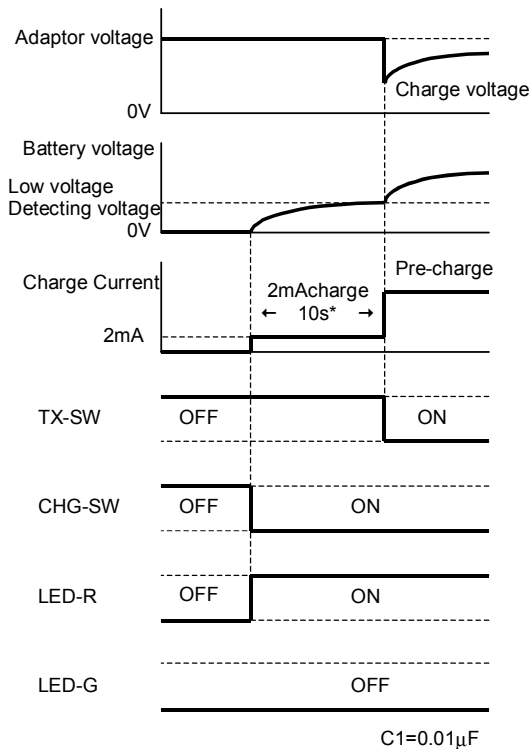 Adaptor voltage
Charge voltage
0V
Battery voltage
Low voltage
Detecting voltage
0V
Charge Current
Pre-charge
2mAcharge
← 10s* →
2mA
TX-SW OFF ON
CHG-SW OFF ON
LED-R OFF ON
LED-G OFF
C1=0.01μF